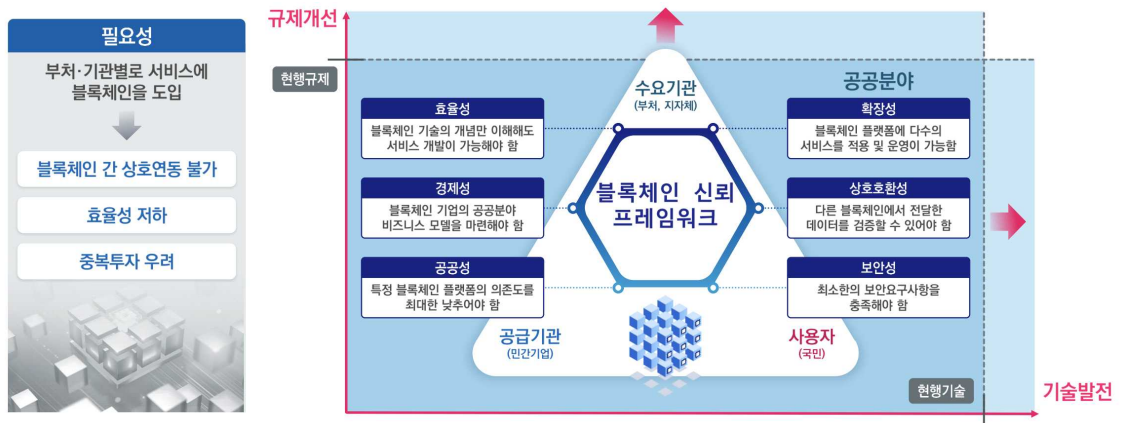 필요성
부처·기관별로 서비스에
블록체인을 도입
블록체인 간 상호연동 불가
효율성 저하
중복투자 우려
규제개선
현행규제
수요기관
(부처, 지자체)
공공분야
효율성
블록체인 기술의 개념만 이해해도
서비스 개발이 가능해야 함
경제성
블록체인 기업의 공공분야
비즈니스 모델을 마련해야 함
공공성
특정 블록체인 플랫폼의 의존도를
최대한 낮추어야 함
블록체인 신뢰
프레임워크
확장성
블록체인 플랫폼에 다수의
서비스를 적용 및 운영이 가능함
상호호환성
다른 블록체인에서 전달한
데이터를 검증할 수 있어야 함
보안성
최소한의 보안요구사항을
충족해야 함
공급기관
(민간기업)
사용자
(국민)
현행기술
기술발전